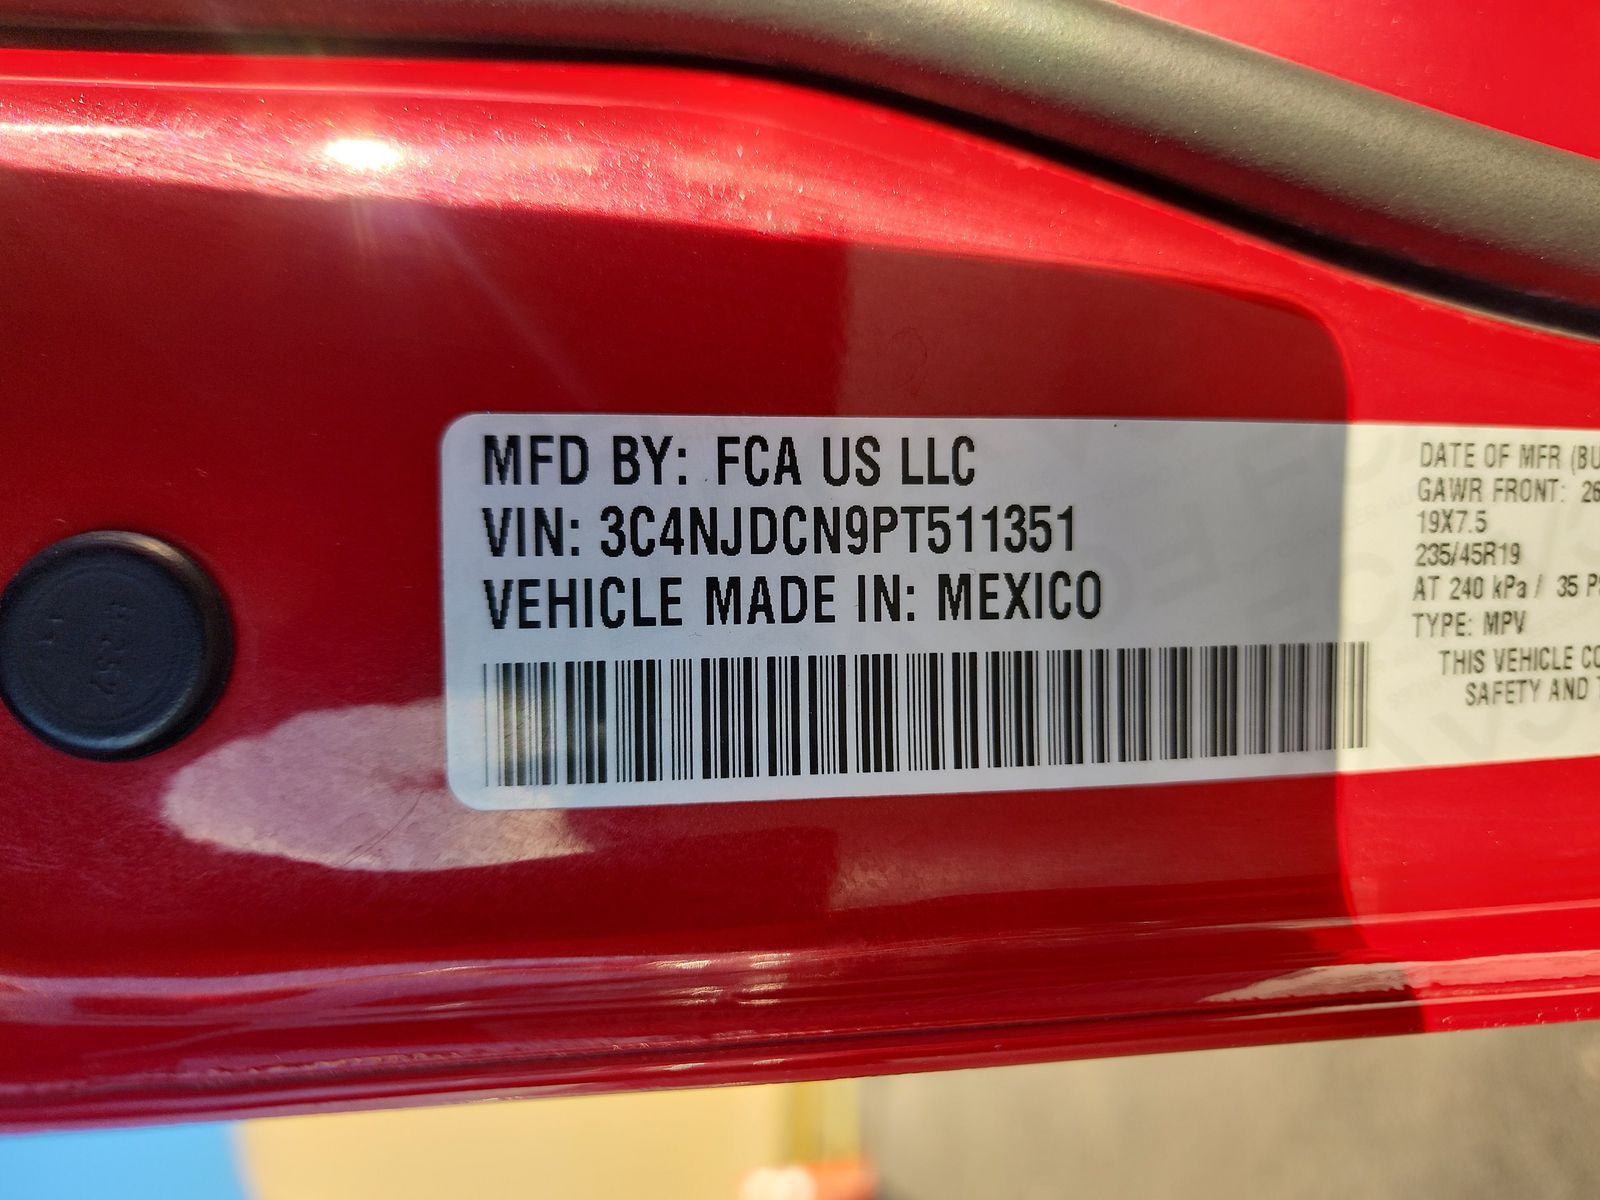 MFD BY: FCA US LLC
VIN: 3C4NJDCN9PT511351
VEHICLE MADE IN: MEXICO
DATE OF MFR
GAWR FRONT:
19X7.5
235/45R19
AT 240 kPa / 35
TYPE: MPV
THIS VEHICLE
SAFETY AND